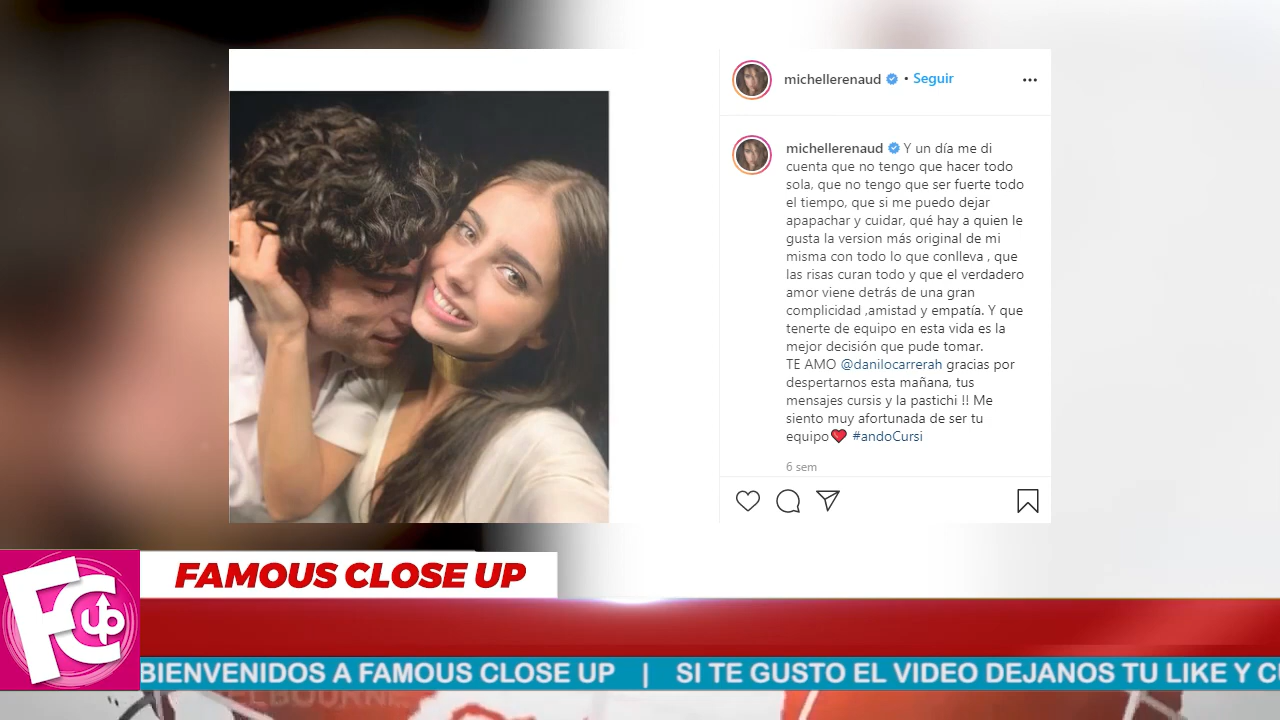 michellerenaud • Seguir
michellerenaud Y un día me di
cuenta que no tengo que hacer todo
sola, que no tengo que ser fuerte todo
el tiempo, que si me puedo dejar
apapachar y cuidar, qué hay a quien le
gusta la version más original de mi
misma con todo lo que conlleva , que
las risas curan todo y que el verdadero
amor viene detrás de una gran
complicidad ,amistad y empatía. Y que
tenerte de equipo en esta vida es la
mejor decisión que pude tomar.
TE AMO @danilocarrerah gracias por
despertarnos esta mañana, tus
mensajes cursis y la pastichi !! Me
siento muy afortunada de ser tu
equipo❤️ #andoCursi
6 sem
FAMOUS CLOSE UP
FC up
BIENVENIDOS A FAMOUS CLOSE UP | SI TE GUSTO EL VIDEO DEJANOS TU LIKE Y